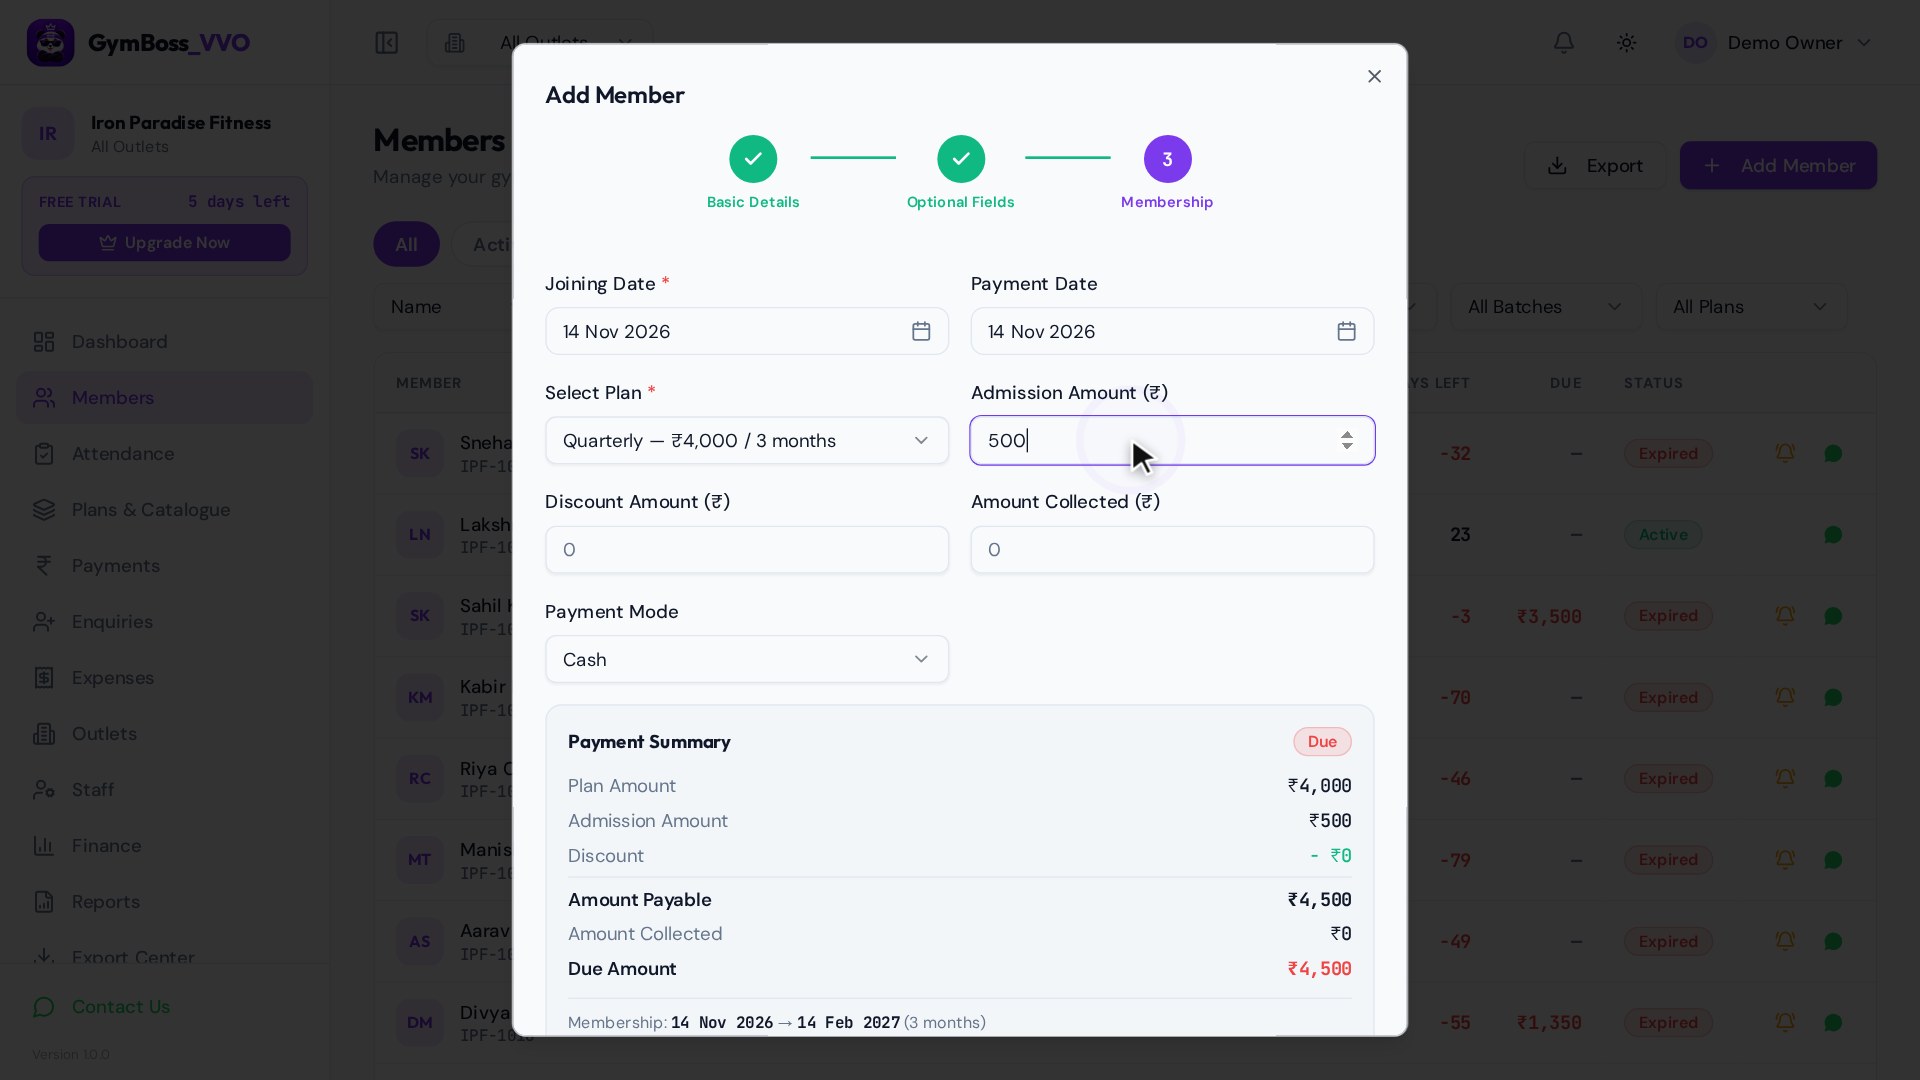 GymBoss_VVO
All Outlets
DO
Demo Owner
IR
Iron Paradise Fitness
All Outlets
FREE TRIAL
5 days left
Upgrade Now
Dashboard
Members
Attendance
Plans & Catalogue
Payments
Enquiries
Expenses
Outlets
Staff
Finance
Reports
Export Center
Contact Us
Version 1.0.0
Members
Manage your gy
Export
Add Member
All
Name
All Batches
All Plans
MEMBER
LEFT
DUE
STATUS
SK
Sneha
-32
Expired
LN
Laksh
23
—
Active
SK
Sahil
-3
₹3,500
Expired
KM
Kabir
-70
—
Expired
RC
Riya
-46
—
Expired
MT
Manis
-79
—
Expired
AS
Aarav
-49
—
Expired
DM
Divya
-55
₹1,350
Expired
Add Member
3
Basic Details
Optional Fields
Membership
Joining Date *
Payment Date
14 Nov 2026
14 Nov 2026
Select Plan *
Admission Amount (₹)
Quarterly — ₹4,000 / 3 months
500
Discount Amount (₹)
Amount Collected (₹)
0
0
Payment Mode
Cash
Payment Summary
Due
Plan Amount
₹4,000
Admission Amount
₹500
Discount
- ₹0
Amount Payable
₹4,500
Amount Collected
₹0
Due Amount
₹4,500
Membership: 14 Nov 2026 → 14 Feb 2027 (3 months)